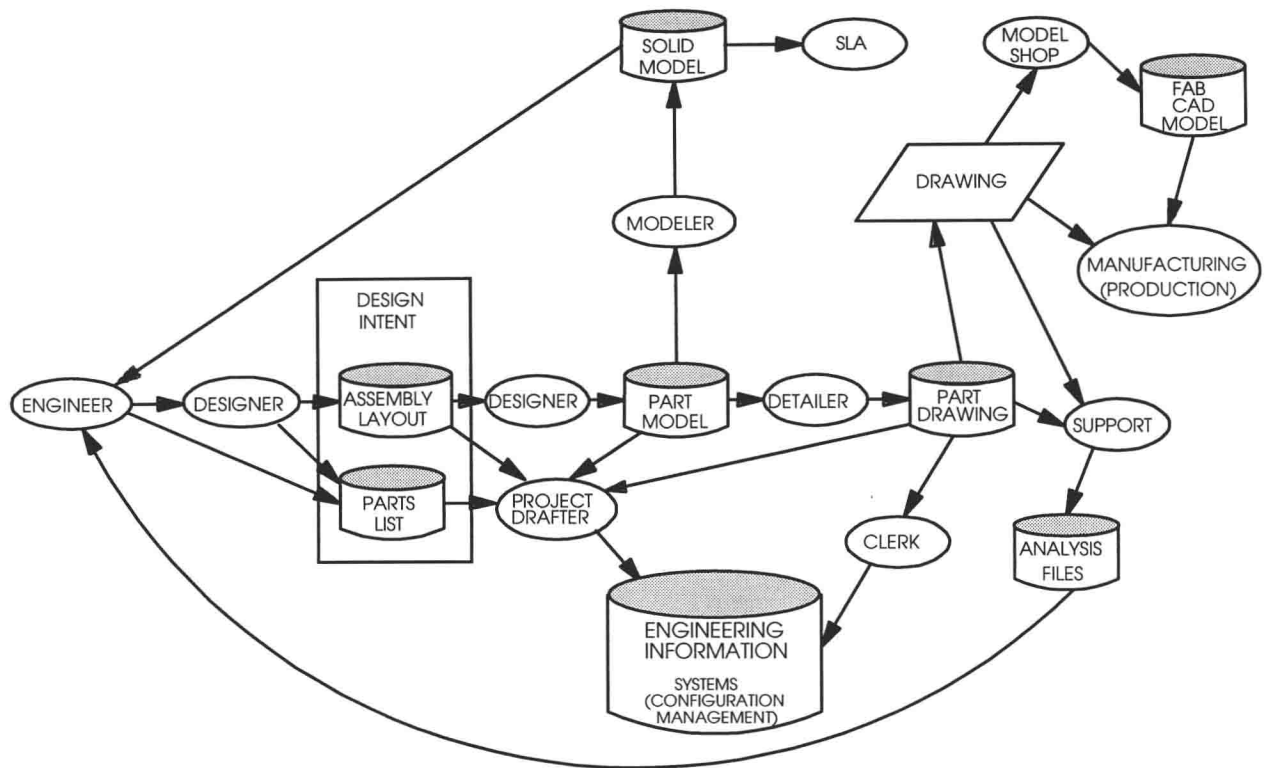 SOLID
MODEL
SLA
MODEL
SHOP
FAB
CAD
MODEL
DRAWING
MODELER
MANUFACTURING
(PRODUCTION)
DESIGN
INTENT
ENGINEER
DESIGNER
ASSEMBLY
LAYOUT
DESIGNER
PART
MODEL
DETAILER
PART
DRAWING
SUPPORT
PARTS
LIST
PROJECT
DRAFTER
CLERK
ANALYSIS
FILES
ENGINEERING
INFORMATION
SYSTEMS
(CONFIGURATION
MANAGEMENT)